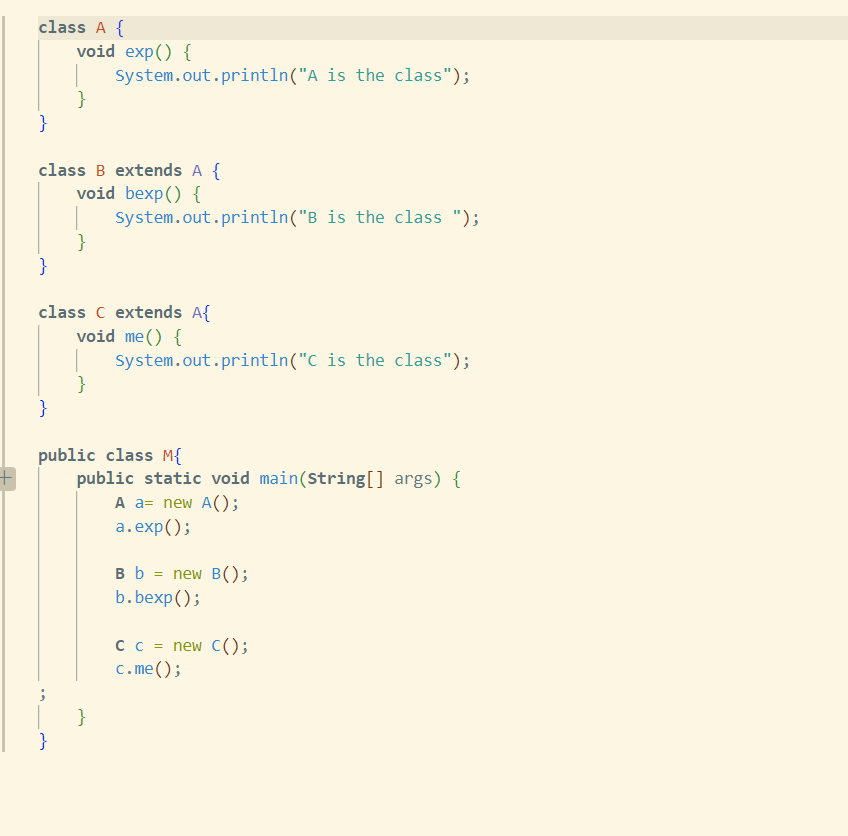 class A {
    void exp() {
        System.out.println("A is the class");
    }
}

class B extends A {
    void bexp() {
        System.out.println("B is the class ");
    }
}

class C extends A{
    void me() {
        System.out.println("C is the class");
    }
}

public class M{
    public static void main(String[] args) {
        A a= new A();
        a.exp();

        B b = new B();
        b.bexp();

        C c = new C();
        c.me();
;
    }
}